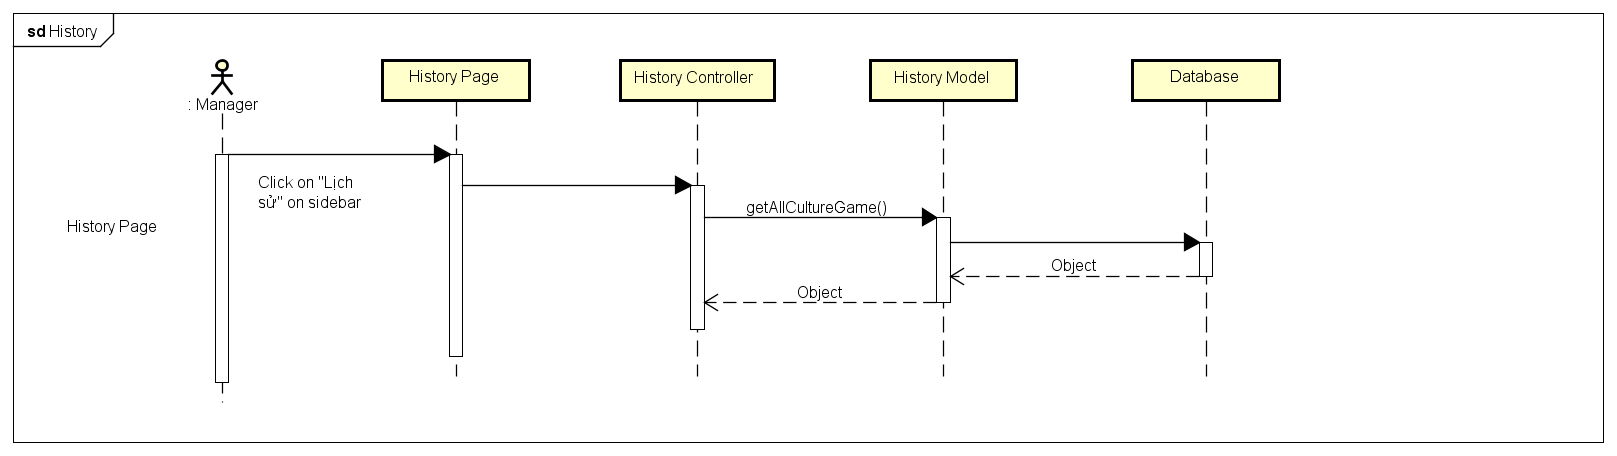 sd History
: Manager
History Page
History Controller
History Model
Database
Click on "Lịch
sử" on sidebar
getAllCultureGame()
History Page
Object
Object